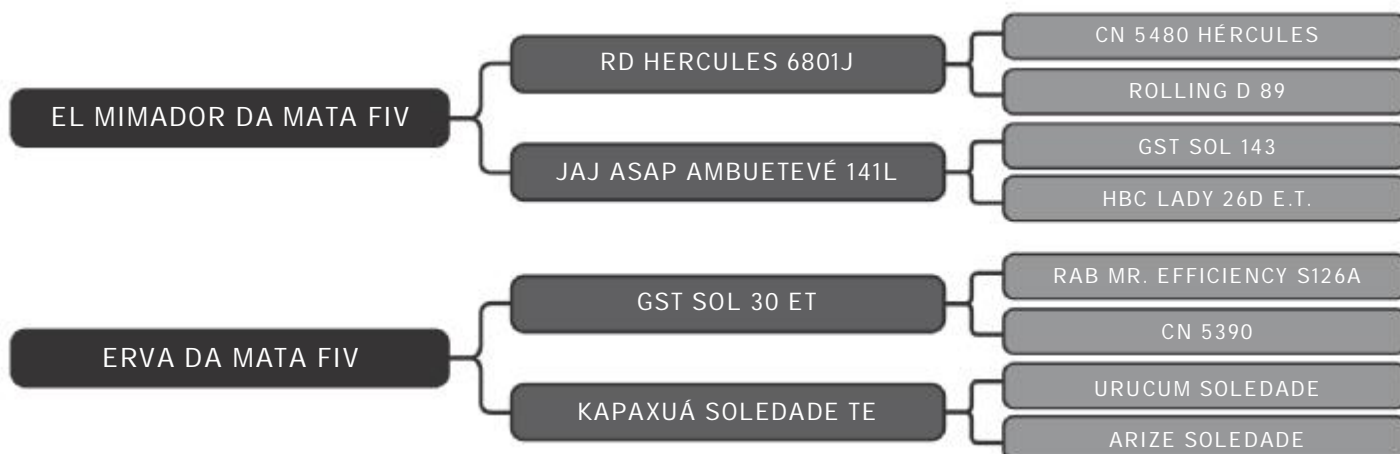 EL MIMADOR DA MATA FIV
RD HERCULES 6801J
CN 5480 HÉRCULES
ROLLING D 89
JAJ ASAP AMBUETEVÉ 141L
GST SOL 143
HBC LADY 26D E.T.
ERVA DA MATA FIV
GST SOL 30 ET
RAB MR. EFFICIENCY S126A
CN 5390
KAPAXUÁ SOLEDADE TE
URUCUM SOLEDADE
ARIZE SOLEDADE